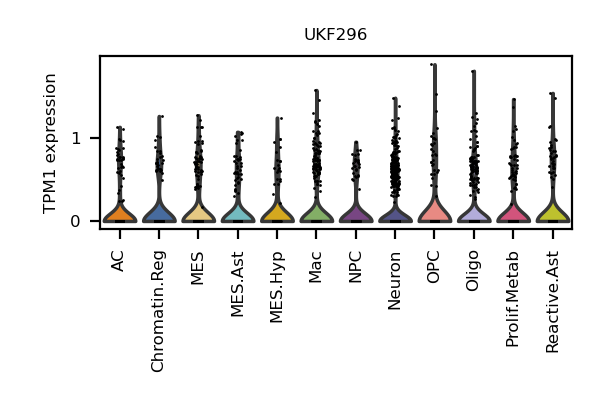 UKF296
TPM1 expression
1
0
AC
Chromatin.Reg
MES
MES.Ast
MES.Hyp
Mac
NPC
Neuron
OPC
Oligo
Prolif.Metab
Reactive.Ast